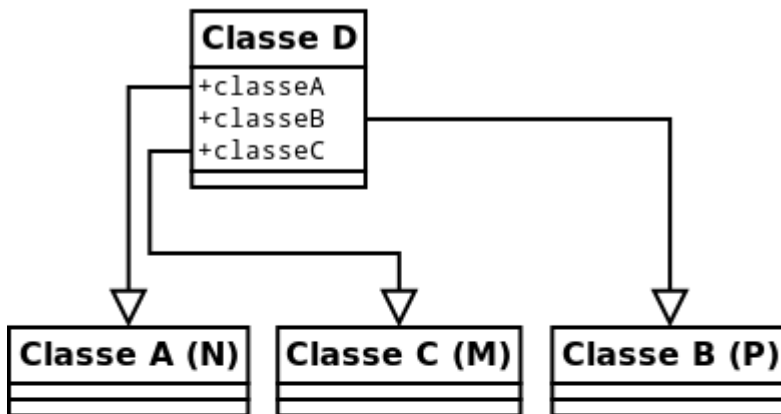 Classe D
+classeA
+classeB
+classeC
Classe A (N)
Classe C (M)
Classe B (P)